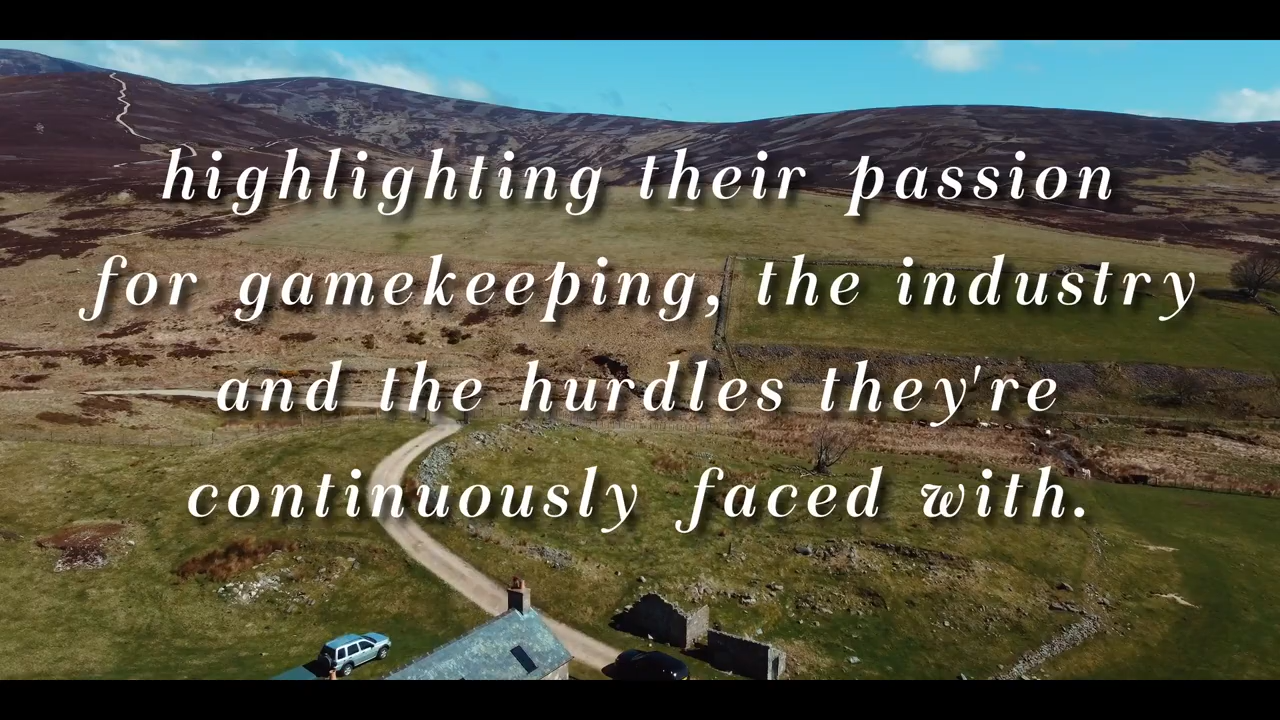 highlighting their passion
for gamekeeping, the industry
and the hurdles they're
continuously faced with.